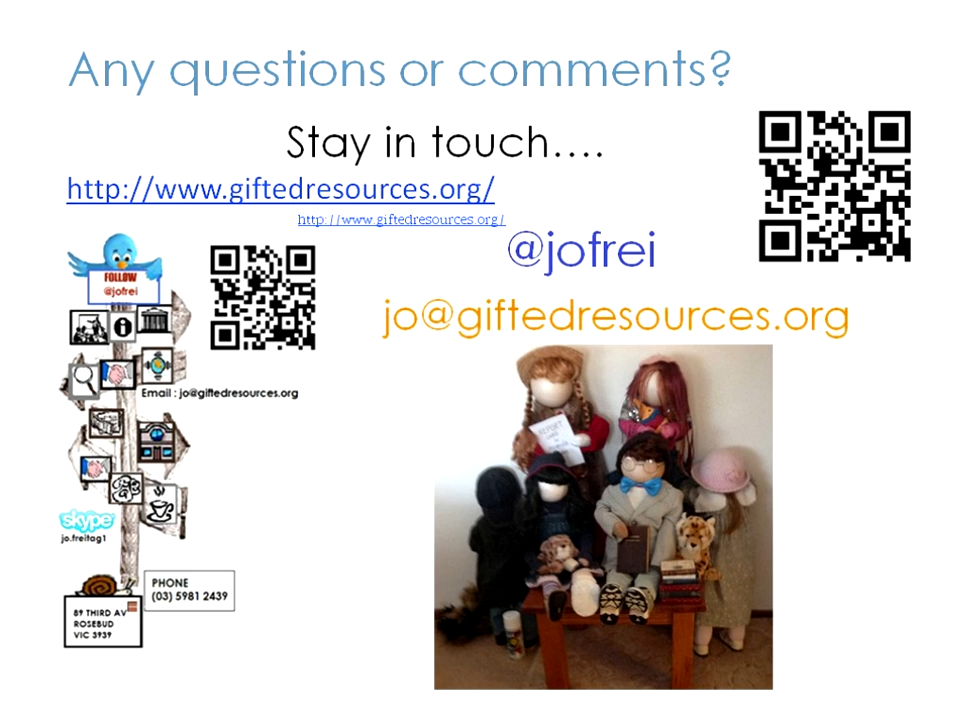 Any questions or comments?
Stay in touch….
http://www.giftedresources.org/
http://www.giftedresources.org/
@jofrei
FOLLOW
@jofrei
jo@giftedresources.org
Email : jo@giftedresources.org
REPORT
skype
jo.freitag1
PHONE
(03) 5981 2439
89 THIRD AV
ROSEBUD
VIC 3939